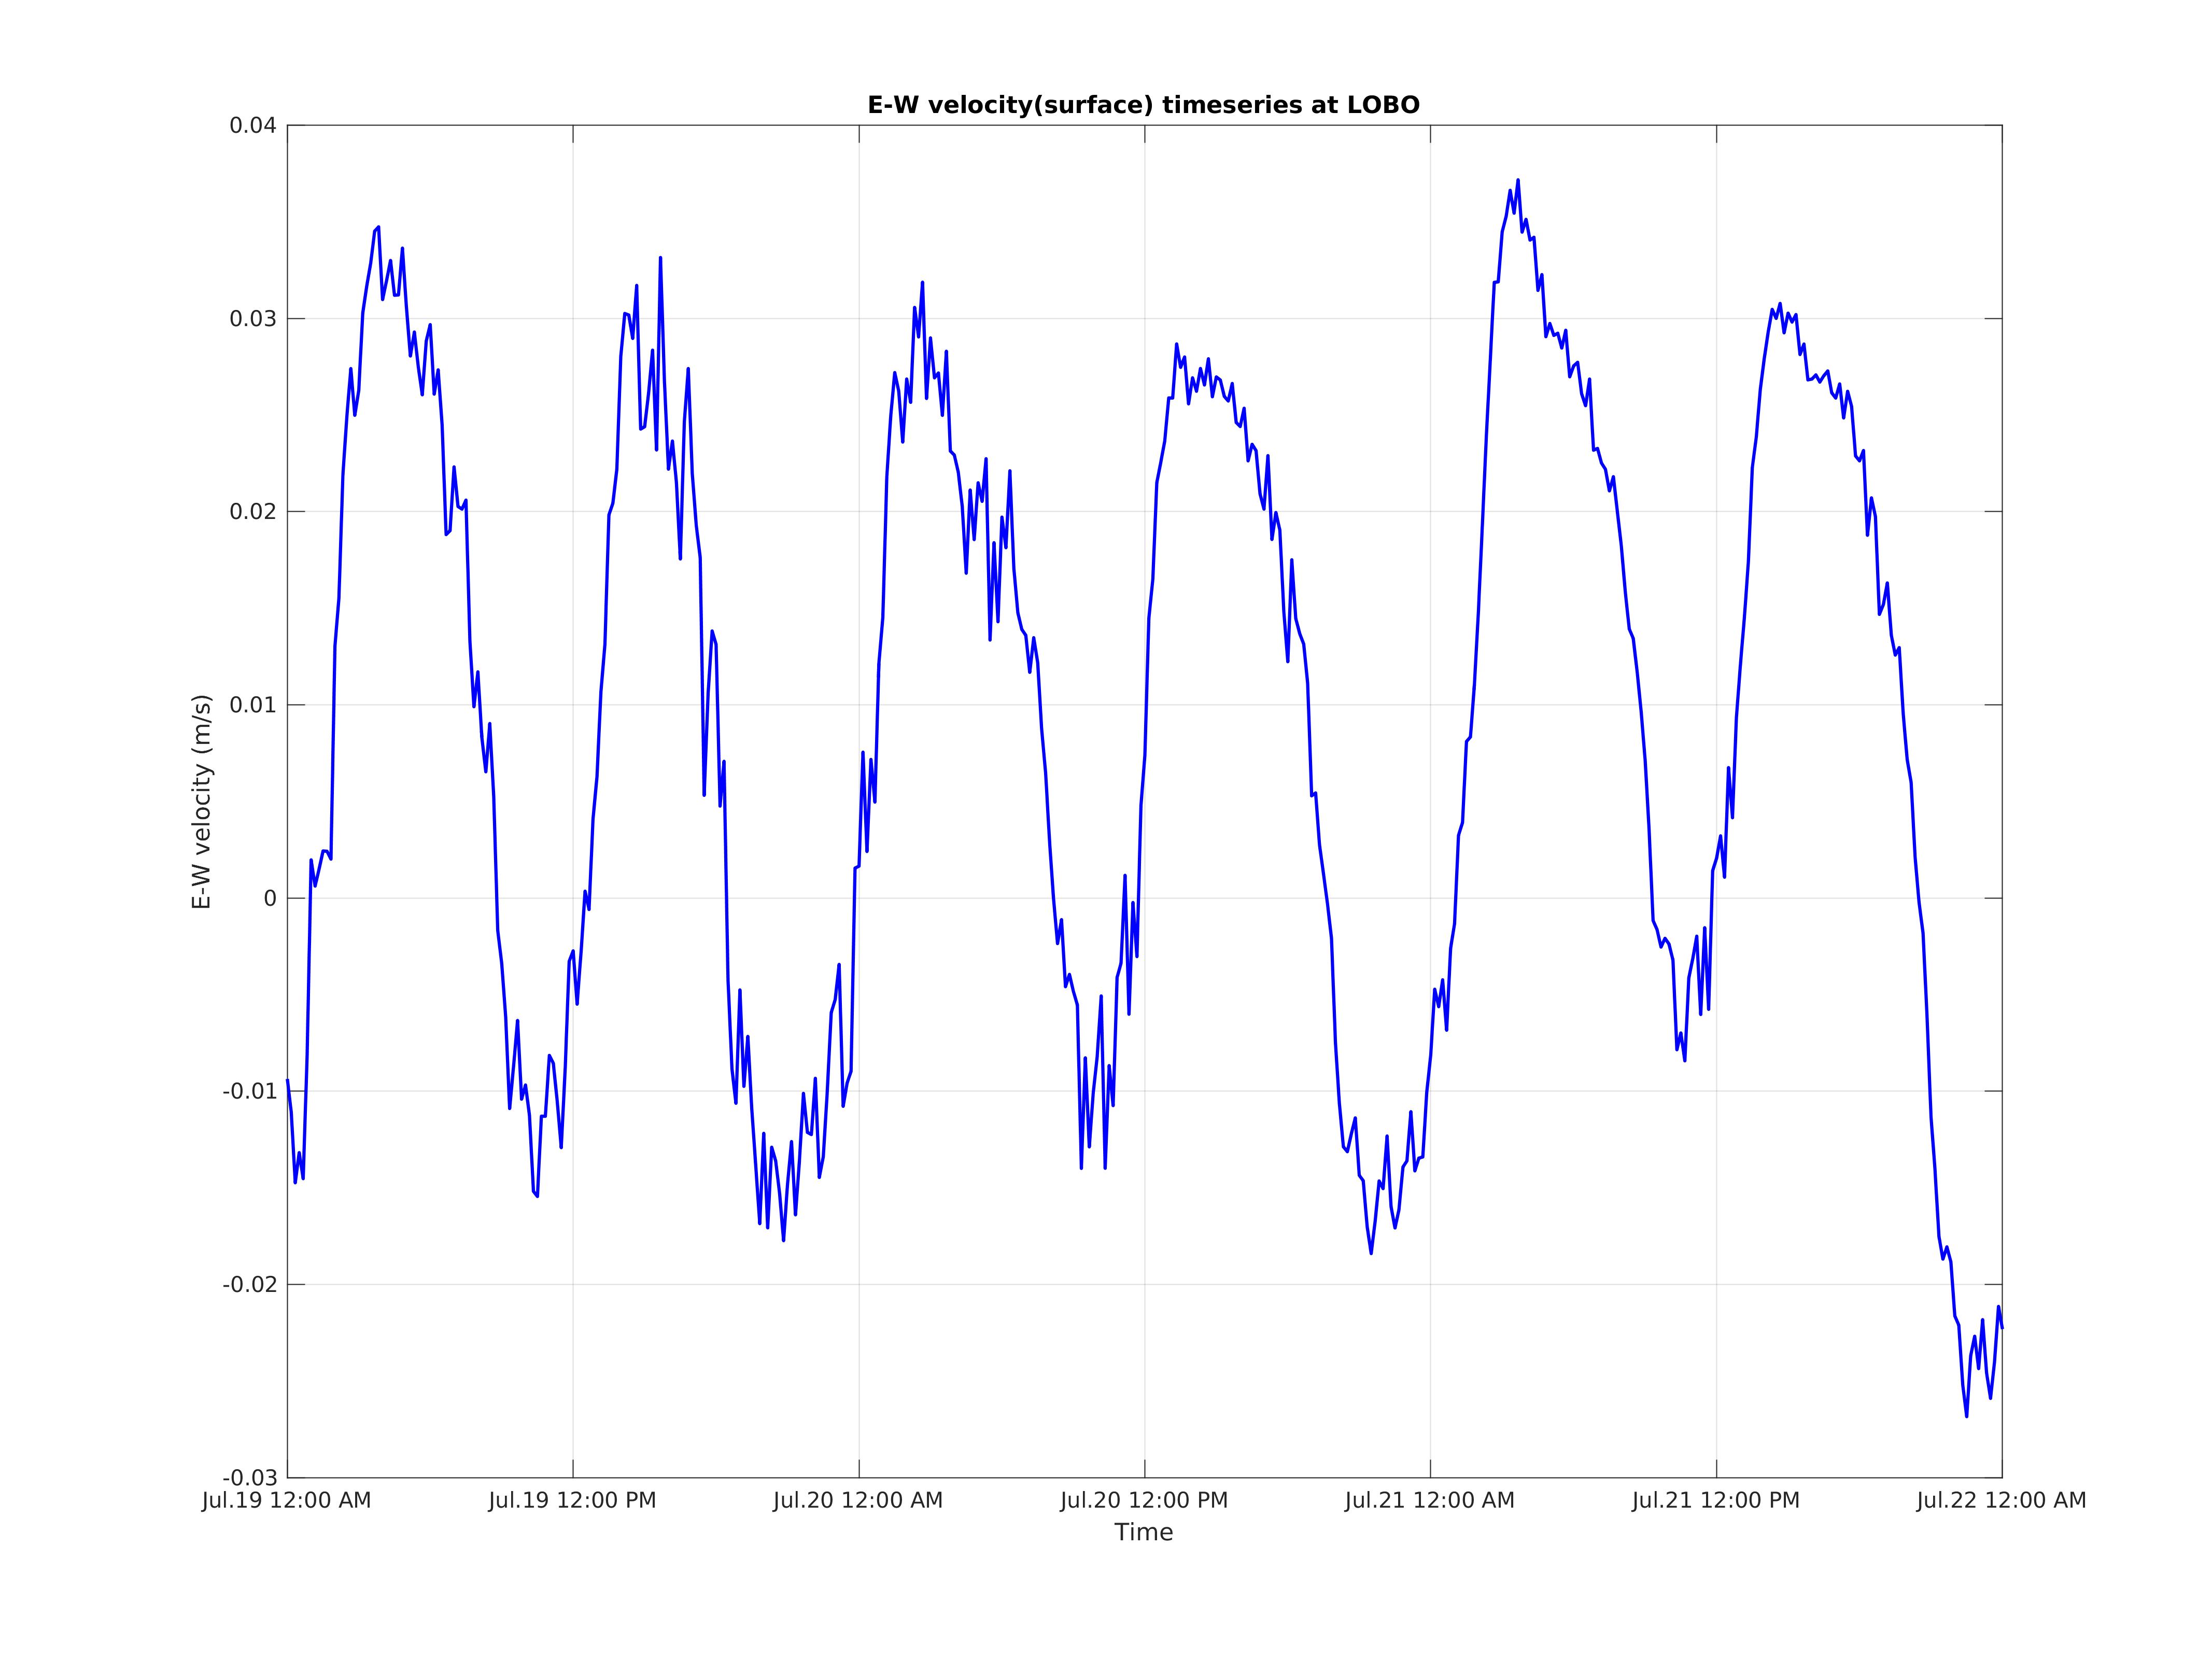 E-W velocity(surface) timeseries at LOBO
0.04
0.03
0.02
0.01
0
-0.01
-0.02
-0.03
E-W velocity (m/s)
Jul.19 12:00 AM Jul.19 12:00 PM Jul.20 12:00 AM Jul.20 12:00 PM Jul.21 12:00 AM Jul.21 12:00 PM Jul.22 12:00 AM
Time